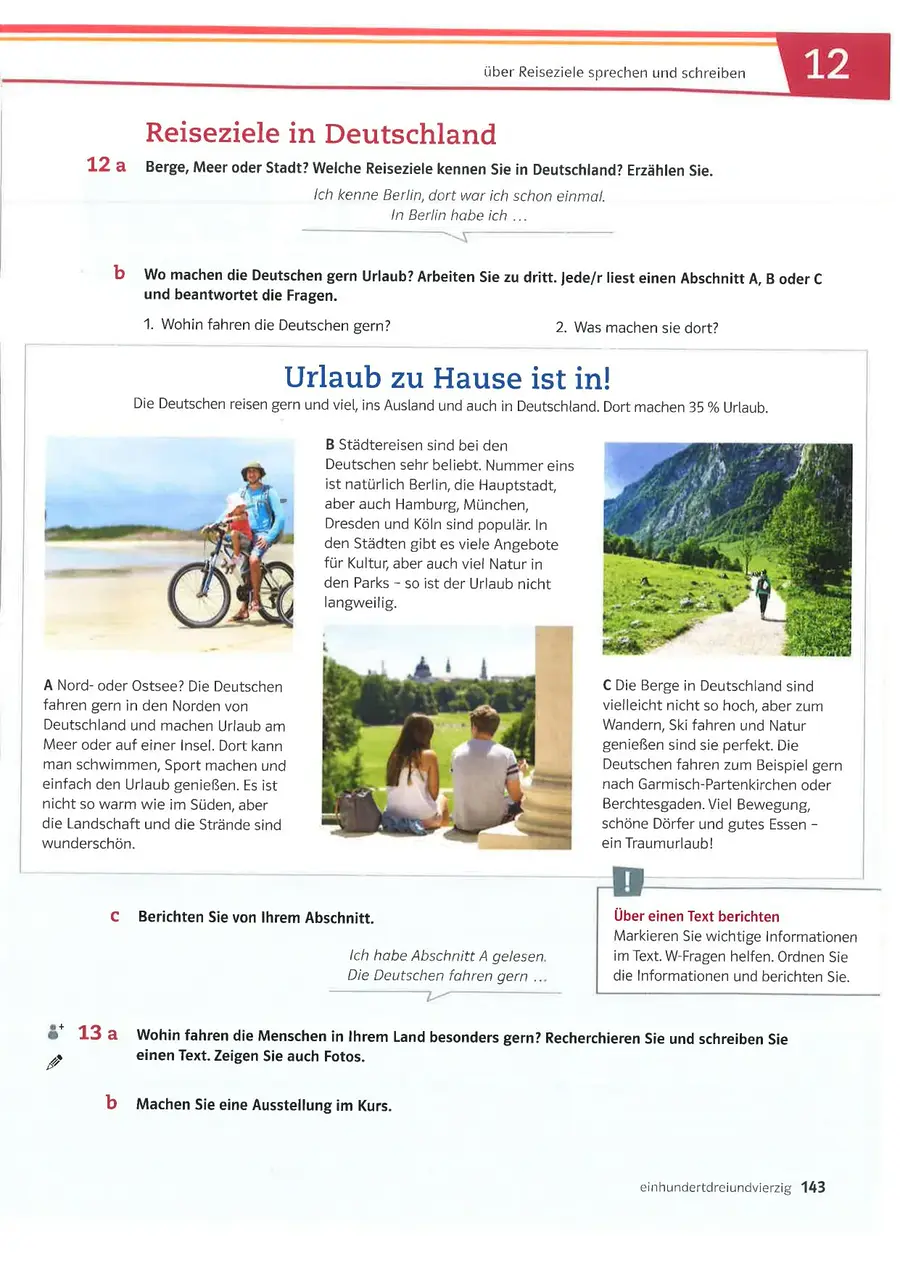 über Reiseziele sprechen und schreiben
12
Reiseziele in Deutschland
12 a Berge, Meer oder Stadt? Welche Reiseziele kennen Sie in Deutschland? Erzählen Sie.
Ich kenne Berlin, dort war ich schon einmal.
In Berlin habe ich ...
b Wo machen die Deutschen gern Urlaub? Arbeiten Sie zu dritt. Jede/r liest einen Abschnitt A, B oder C
und beantwortet die Fragen.
1. Wohin fahren die Deutschen gern?
2. Was machen sie dort?
Urlaub zu Hause ist in!
Die Deutschen reisen gern und viel, ins Ausland und auch in Deutschland. Dort machen 35 % Urlaub.
A Nord- oder Ostsee? Die Deutschen
fahren gern in den Norden von
Deutschland und machen Urlaub am
Meer oder auf einer Insel. Dort kann
man schwimmen, Sport machen und
einfach den Urlaub genießen. Es ist
nicht so warm wie im Süden, aber
die Landschaft und die Strände sind
wunderschön.
B Städtereisen sind bei den
Deutschen sehr beliebt. Nummer eins
ist natürlich Berlin, die Hauptstadt,
aber auch Hamburg, München,
Dresden und Köln sind populär. In
den Städten gibt es viele Angebote
für Kultur, aber auch viel Natur in
den Parks – so ist der Urlaub nicht
langweilig.
C Die Berge in Deutschland sind
vielleicht nicht so hoch, aber zum
Wandern, Ski fahren und Natur
genießen sind sie perfekt. Die
Deutschen fahren zum Beispiel gern
nach Garmisch-Partenkirchen oder
Berchtesgaden. Viel Bewegung,
schöne Dörfer und gutes Essen –
ein Traumurlaub!
c Berichten Sie von Ihrem Abschnitt.
Ich habe Abschnitt A gelesen.
Die Deutschen fahren gern ...
!
Über einen Text berichten
Markieren Sie wichtige Informationen
im Text. W-Fragen helfen. Ordnen Sie
die Informationen und berichten Sie.
13 a Wohin fahren die Menschen in Ihrem Land besonders gern? Recherchieren Sie und schreiben Sie
einen Text. Zeigen Sie auch Fotos.
b Machen Sie eine Ausstellung im Kurs.
einhundertdreiundvierzig 143